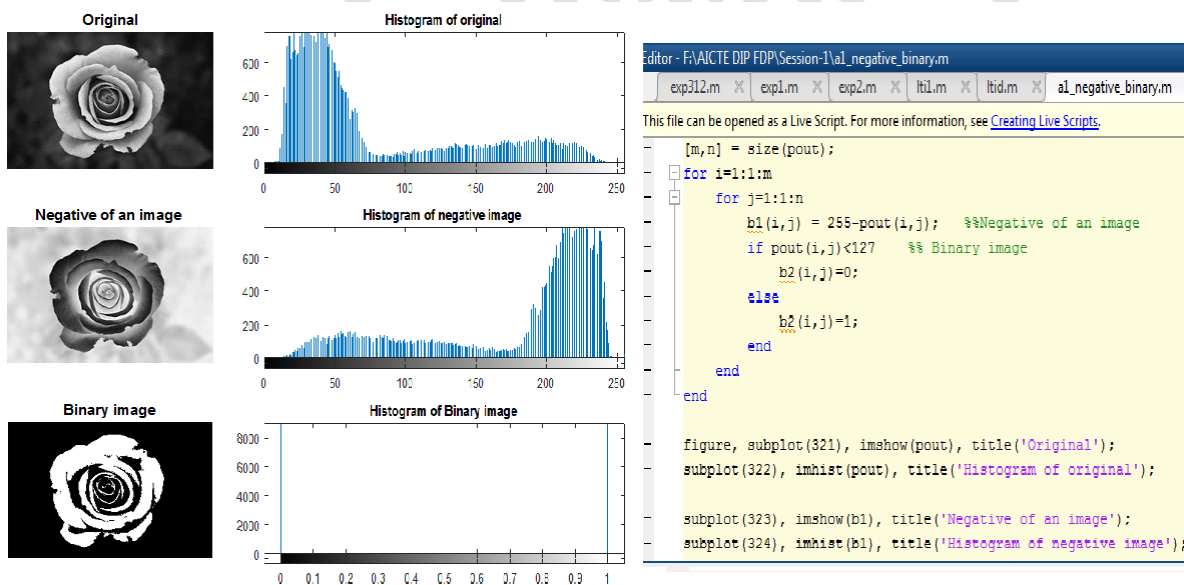 Original
Histogram of original
600
400
200
0
0 50 100 150 200 250
Negative of an image
Histogram of negative image
600
400
200
0
0 50 100 150 200 250
Binary image
Histogram of Binary image
8000
6000
4000
2000
0
0 0.1 0.2 0.3 0.4 0.5 0.6 0.7 0.8 0.9 1
Editor - F:\AICTE DIP FDP\Session-1\a1_negative_binary.m
exp312.m exp1.m exp2.m lti1.m ltid.m a1_negative_binary.m
This file can be opened as a Live Script. For more information, see Creating Live Scripts.
[m,n] = size(pout);
for i=1:1:m
for j=1:1:n
b1(i,j) = 255-pout(i,j); %%Negative of an image
if pout(i,j)<127 %% Binary image
b2(i,j)=0;
else
b2(i,j)=1;
end
end
end
figure, subplot(321), imshow(pout), title('Original');
subplot(322), imhist(pout), title('Histogram of original');
subplot(323), imshow(b1), title('Negative of an image');
subplot(324), imhist(b1), title('Histogram of negative image');